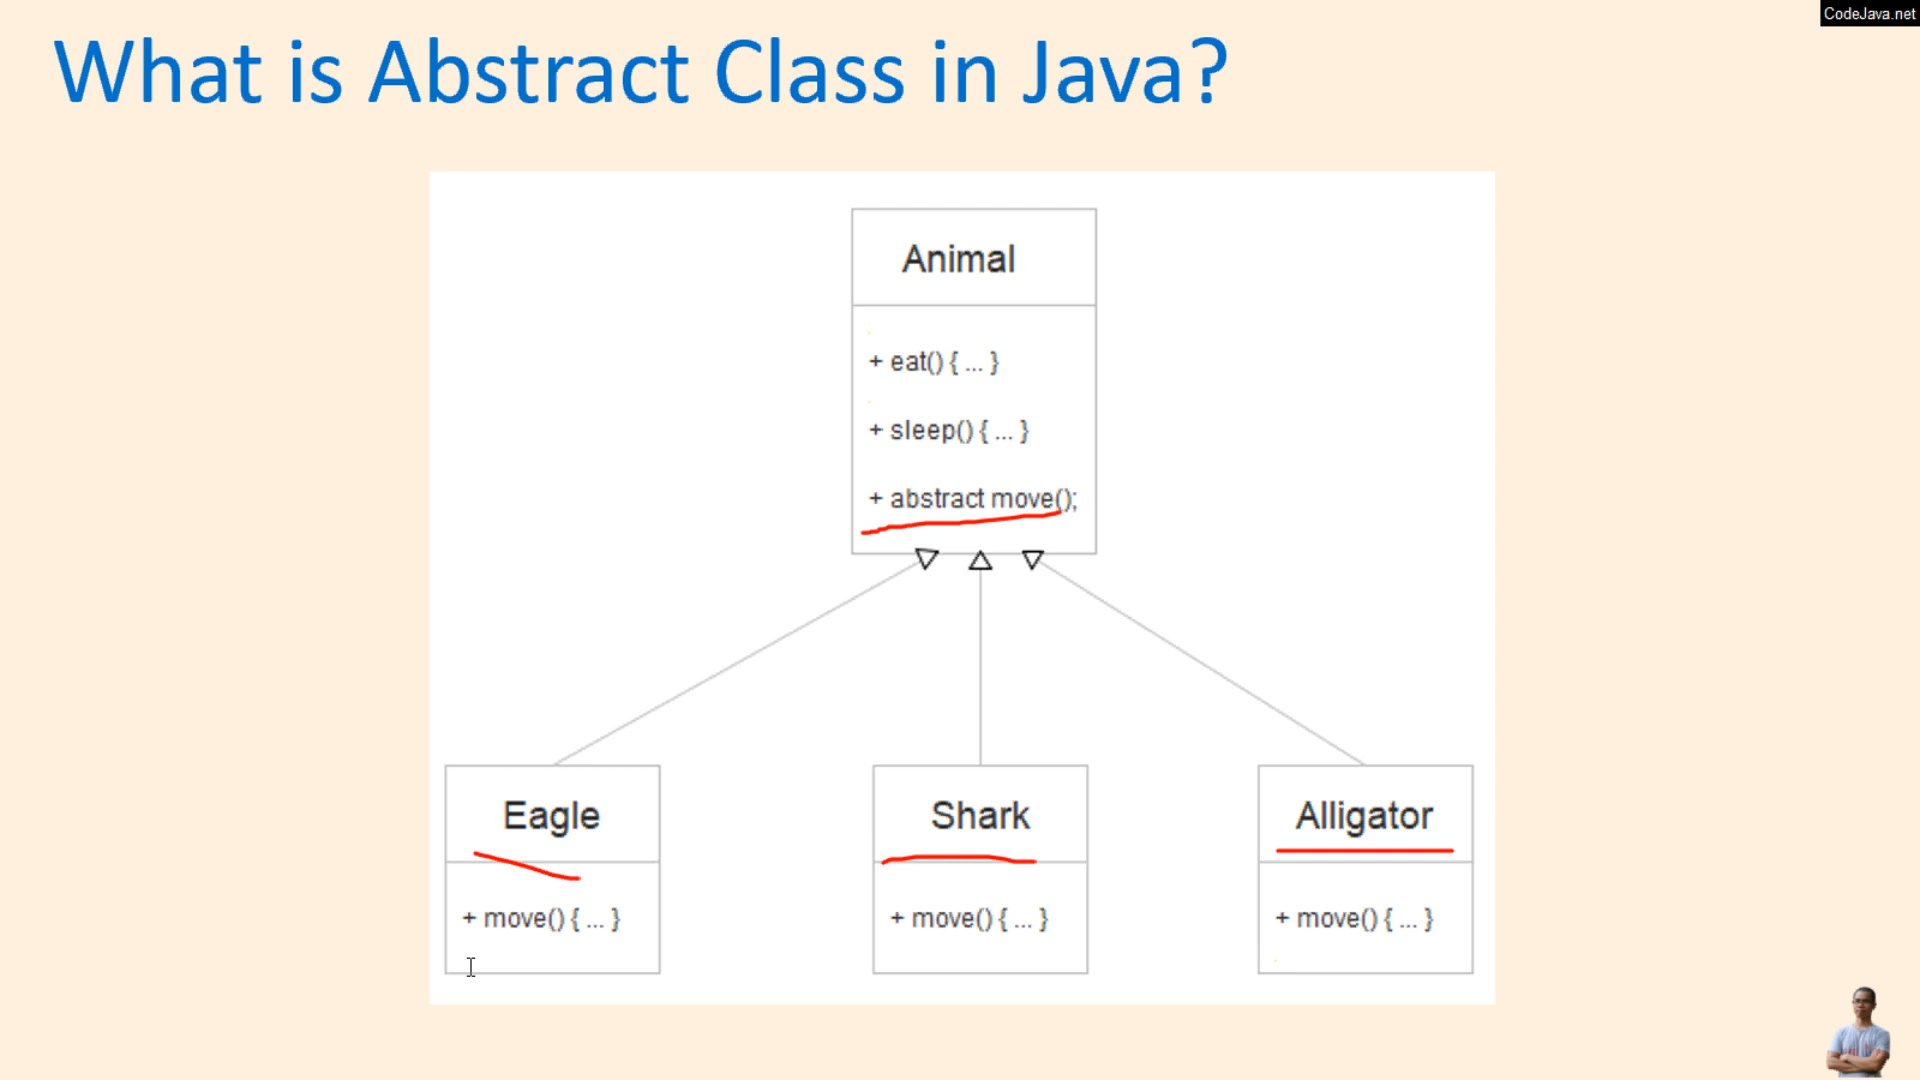 CodeJava.net
What is Abstract Class in Java?
Animal
+ eat() { ... }
+ sleep() { ... }
+ abstract move();
Eagle
+ move() { ... }
Shark
+ move() { ... }
Alligator
+ move() { ... }